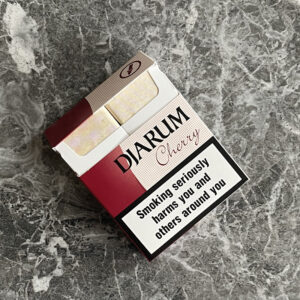 DJARUM
Cherry
Smoking seriously
harms you and
others around you